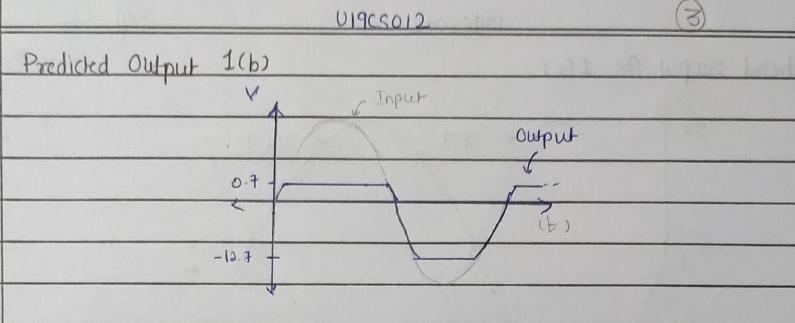 U19CS012
3
Predicted Output 1(b)
V
Input
Output
0.7
(t)
-12.7